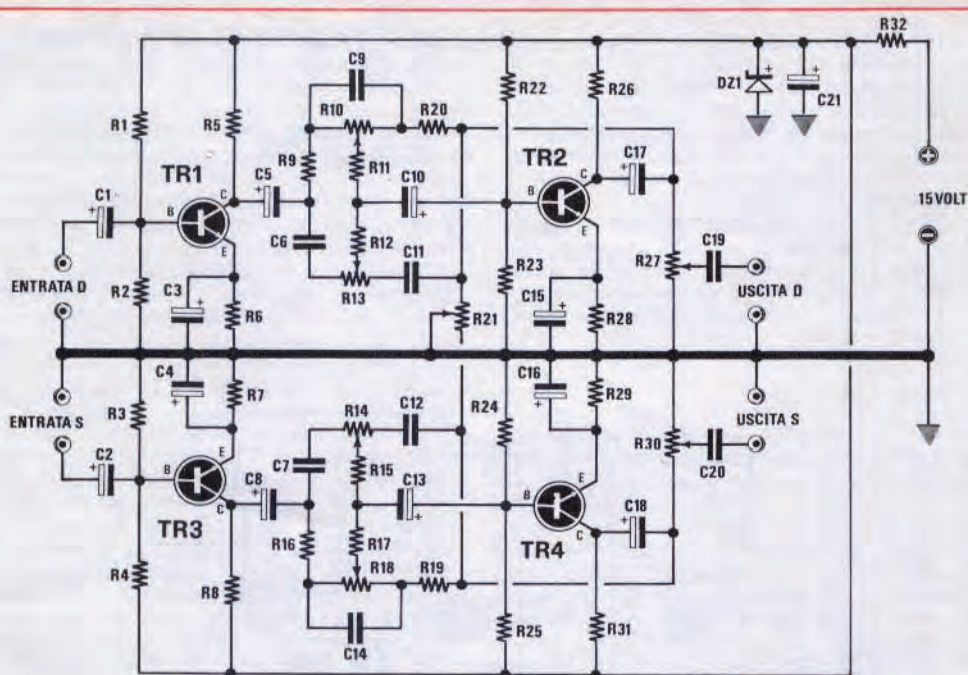 R32
C9
R22
R26
DZ1
C21
R1
R5
R10
R20
TR1
TR2
C17
C1
C5
R9
R11
C10
C
B
E
C
B
E
15 VOLT
R12
C6
C11
C19
ENTRATA D
R2
C3
R6
R13
R23
C15
R27
R28
USCITA D
R21
C4
R7
C16
R29
ENTRATA S
R3
R14
C12
R24
R30
USCITA S
C20
C2
C7
R15
C8
C13
B
E
C
B
E
C
C18
TR3
TR4
R16
R17
R4
R8
R18
R19
R25
R31
C14